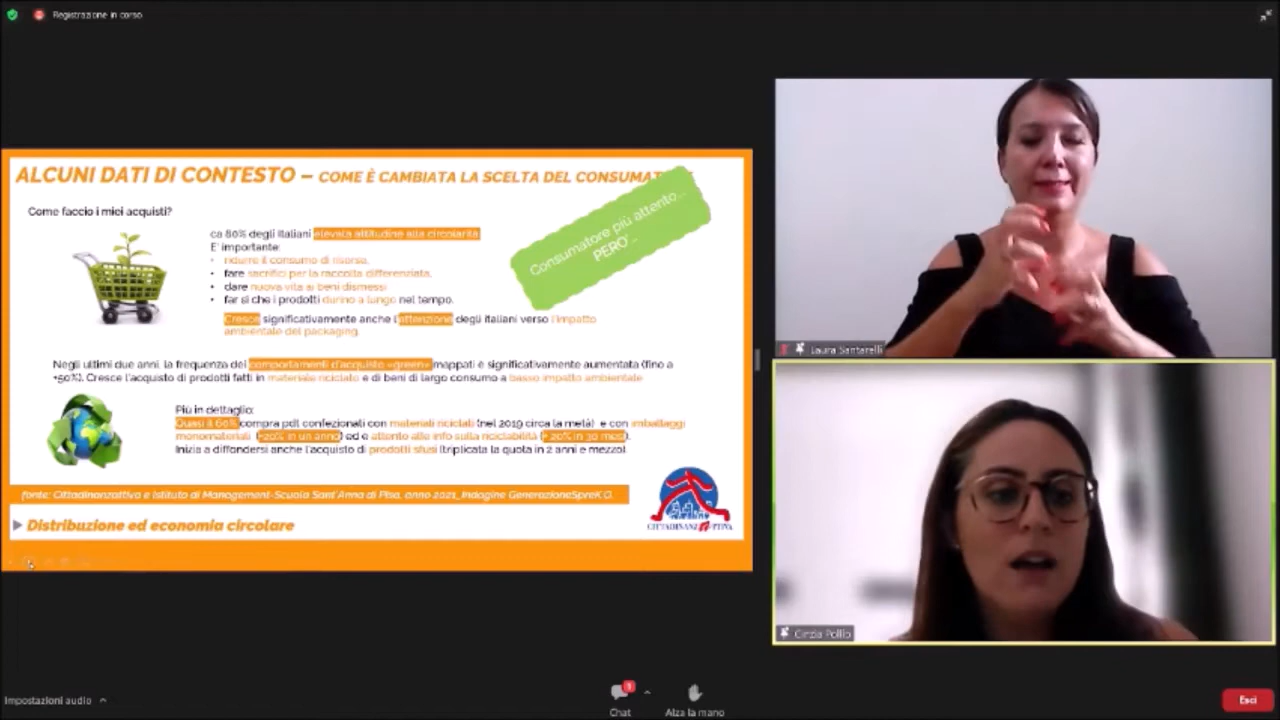 Registrazione in corso
ALCUNI DATI DI CONTESTO – COME È CAMBIATA LA SCELTA DEL CONSUMAT
Consumatore più attento...
PERO'...
Come faccio i miei acquisti?
ca 80% degli italiani elevata attitudine alla circolarità
E' importante:
• ridurre il consumo di risorse,
• fare sacrifici per la raccolta differenziata,
• dare nuova vita ai beni dismessi
• far sì che i prodotti durino a lungo nel tempo.
Cresce significativamente anche l'attenzione degli italiani verso l'impatto
ambientale del packaging.
Negli ultimi due anni, la frequenza dei comportamenti d'acquisto «green» mappati è significativamente aumentata (fino a
+50%). Cresce l'acquisto di prodotti fatti in materiale riciclato e di beni di largo consumo a basso impatto ambientale
Più in dettaglio:
Quasi il 60% compra pdt confezionati con materiali riciclati (nel 2019 circa la metà) e con imballaggi
monomateriali (+20% in un anno) ed è attento alle info sulla riciclabilità (+ 20% in 30 mesi).
Inizia a diffondersi anche l'acquisto di prodotti sfusi (triplicata la quota in 2 anni e mezzo).
fonte: Cittadinanzattiva e Istituto di Management-Scuola Sant'Anna di Pisa, anno 2021_Indagine GenerazioneSpreK.O.
Distribuzione ed economia circolare
CITTADINANZATTIVA
Laura Santarelli
Cinzia Pollio
Impostazioni audio
1
Chat
Alza la mano
Esci